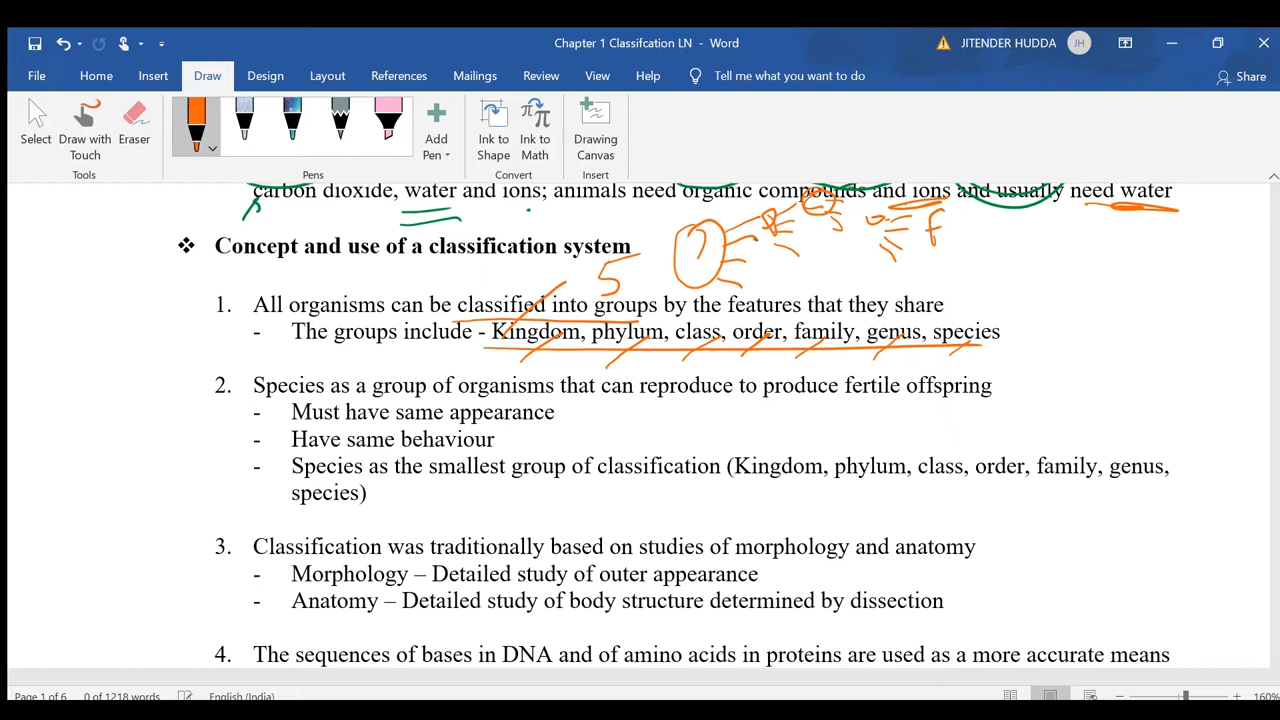 Chapter 1 Classifcation LN - Word
JITENDER HUDDA
JH
File Home Insert Draw Design Layout References Mailings Review View Help Tell me what you want to do
Share
Select
Draw with Touch
Eraser
Add Pen
Ink to Shape
Ink to Math
Drawing Canvas
Tools
Pens
Convert
Insert
carbon dioxide, water and ions; animals need organic compounds and ions and usually need water
❖ Concept and use of a classification system
5
f
1. All organisms can be classified into groups by the features that they share
- The groups include - Kingdom, phylum, class, order, family, genus, species
2. Species as a group of organisms that can reproduce to produce fertile offspring
- Must have same appearance
- Have same behaviour
- Species as the smallest group of classification (Kingdom, phylum, class, order, family, genus,
species)
3. Classification was traditionally based on studies of morphology and anatomy
- Morphology – Detailed study of outer appearance
- Anatomy – Detailed study of body structure determined by dissection
4. The sequences of bases in DNA and of amino acids in proteins are used as a more accurate means
Page 1 of 6 0 of 1218 words English (India) 160%